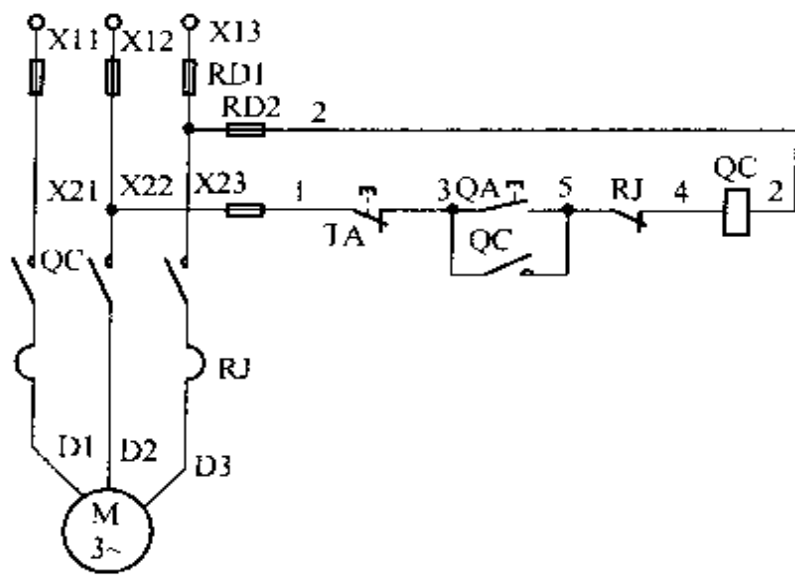 X11 X12 X13
RD1
RD2 2
X21 X22 X23 1 TA 3 QA 5 RJ 4 QC 2
QC QC
RJ
D1 D2 D3
M
3~